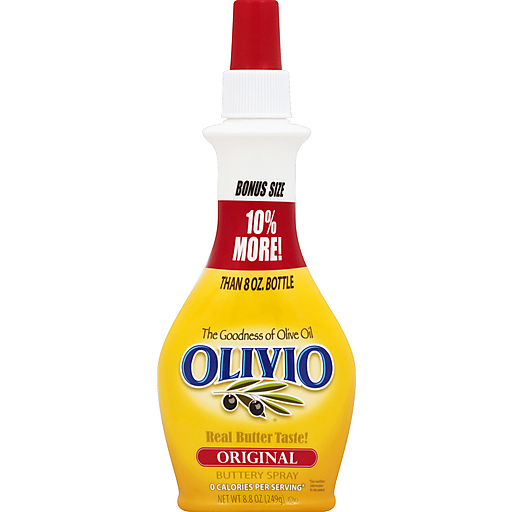 BONUS SIZE
10%
MORE!
THAN 8 OZ. BOTTLE
The Goodness of Olive Oil
OLIVIO
®
Real Butter Taste!
ORIGINAL
BUTTERY SPRAY
0 CALORIES PER SERVING*
NET WT 8.8 OZ (249g)